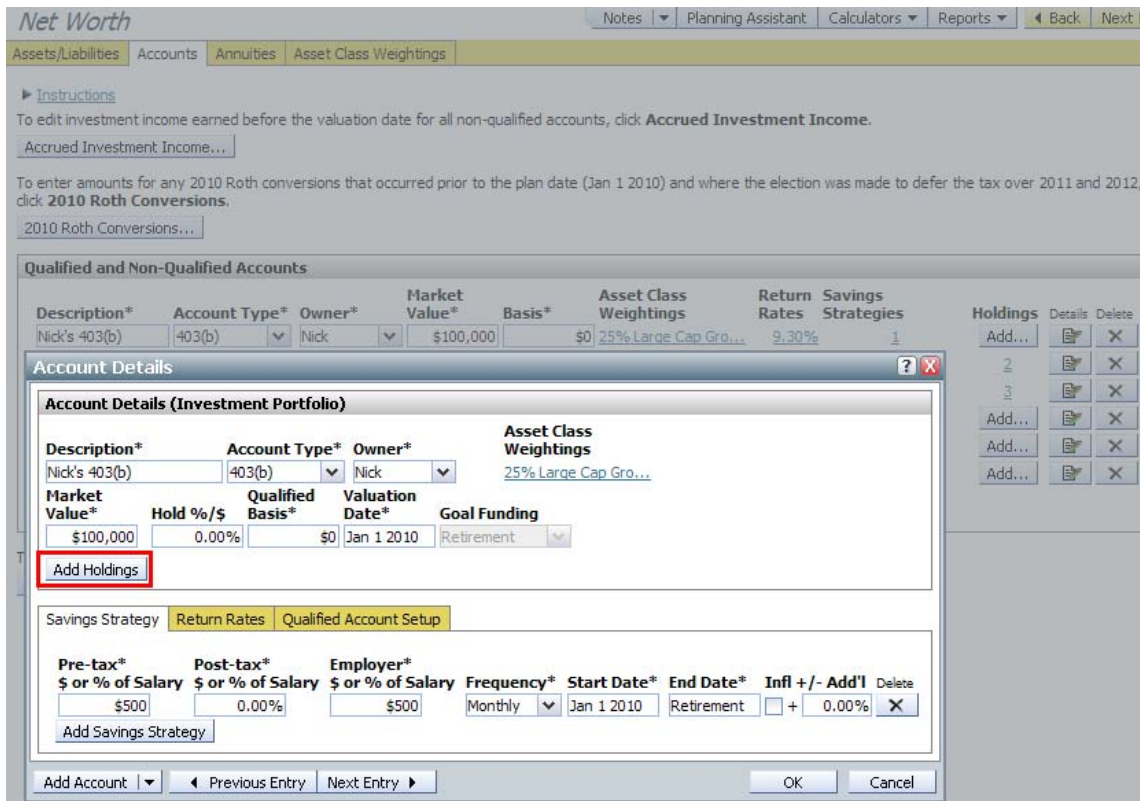 Net Worth
Notes Planning Assistant Calculators Reports Back Next
Assets/Liabilities Accounts Annuities Asset Class Weightings
Instructions
To edit investment income earned before the valuation date for all non-qualified accounts, click Accrued Investment Income.
Accrued Investment Income...
To enter amounts for any 2010 Roth conversions that occurred prior to the plan date (Jan 1 2010) and where the election was made to defer the tax over 2011 and 2012,
click 2010 Roth Conversions.
2010 Roth Conversions...
Qualified and Non-Qualified Accounts
Market Asset Class Return Savings
Description* Account Type* Owner* Value* Basis* Weightings Rates Strategies Holdings Details Delete
Nick's 403(b) 403(b) Nick $100,000 $0 25% Large Cap Gro... 9.30% 1 Add...
Account Details ? X
2
Account Details (Investment Portfolio)
3
Add...
Add...
Add...
Asset Class
Description* Account Type* Owner* Weightings
Nick's 403(b) 403(b) Nick 25% Large Cap Gro...
Market Qualified Valuation
Value* Hold %/$ Basis* Date* Goal Funding
$100,000 0.00% $0 Jan 1 2010 Retirement
T
Add Holdings
Savings Strategy Return Rates Qualified Account Setup
Pre-tax* Post-tax* Employer*
$ or % of Salary $ or % of Salary $ or % of Salary Frequency* Start Date* End Date* Infl +/- Add'l Delete
$500 0.00% $500 Monthly Jan 1 2010 Retirement + 0.00% X
Add Savings Strategy
Add Account Previous Entry Next Entry OK Cancel